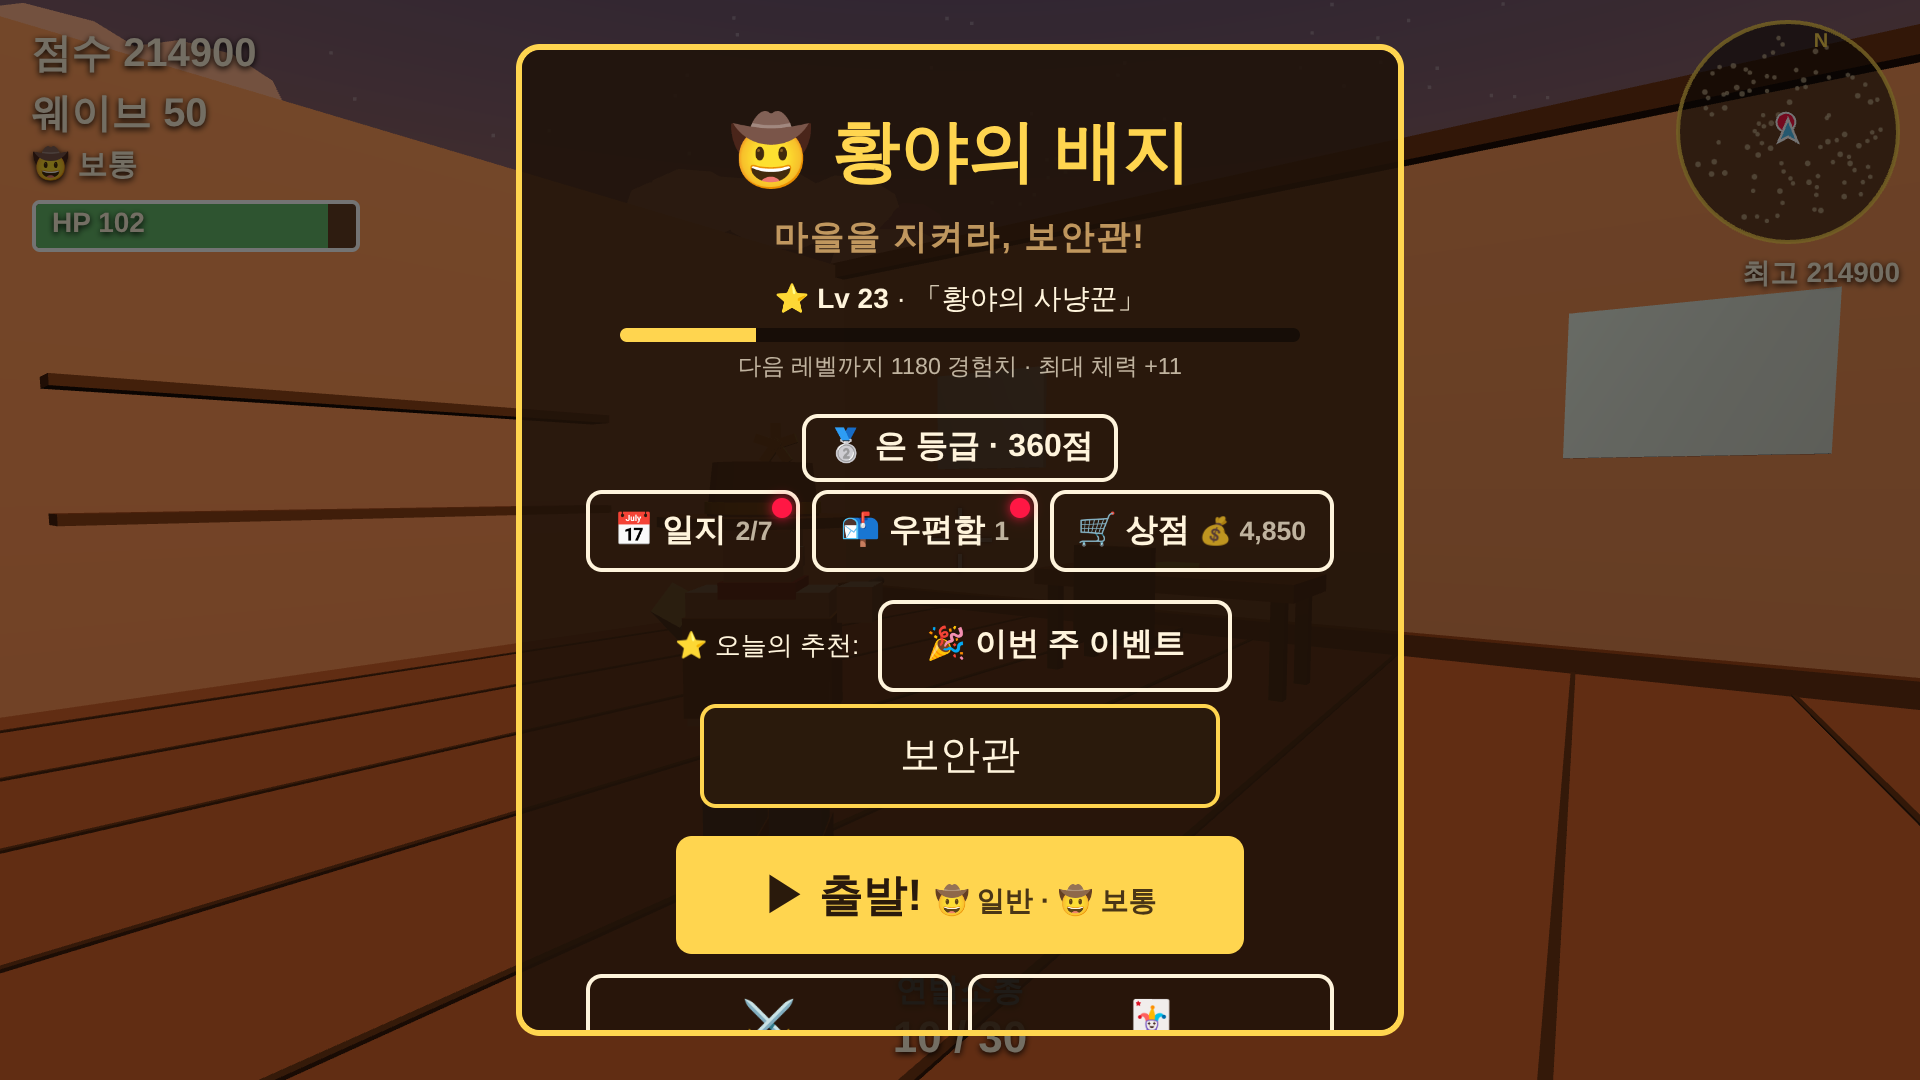 점수 214900
웨이브 50
🤠 보통
HP 102
N
최고 214900
🤠 황야의 배지
마을을 지켜라, 보안관!
⭐ Lv 23 · 「황야의 사냥꾼」
다음 레벨까지 1180 경험치 · 최대 체력 +11
🥈 은 등급 · 360점
📅 일지 2/7
📬 우편함 1
🛒 상점 💰 4,850
⭐ 오늘의 추천: 🎉 이번 주 이벤트
보안관
▶ 출발! 🤠 일반 · 🤠 보통
10 / 30